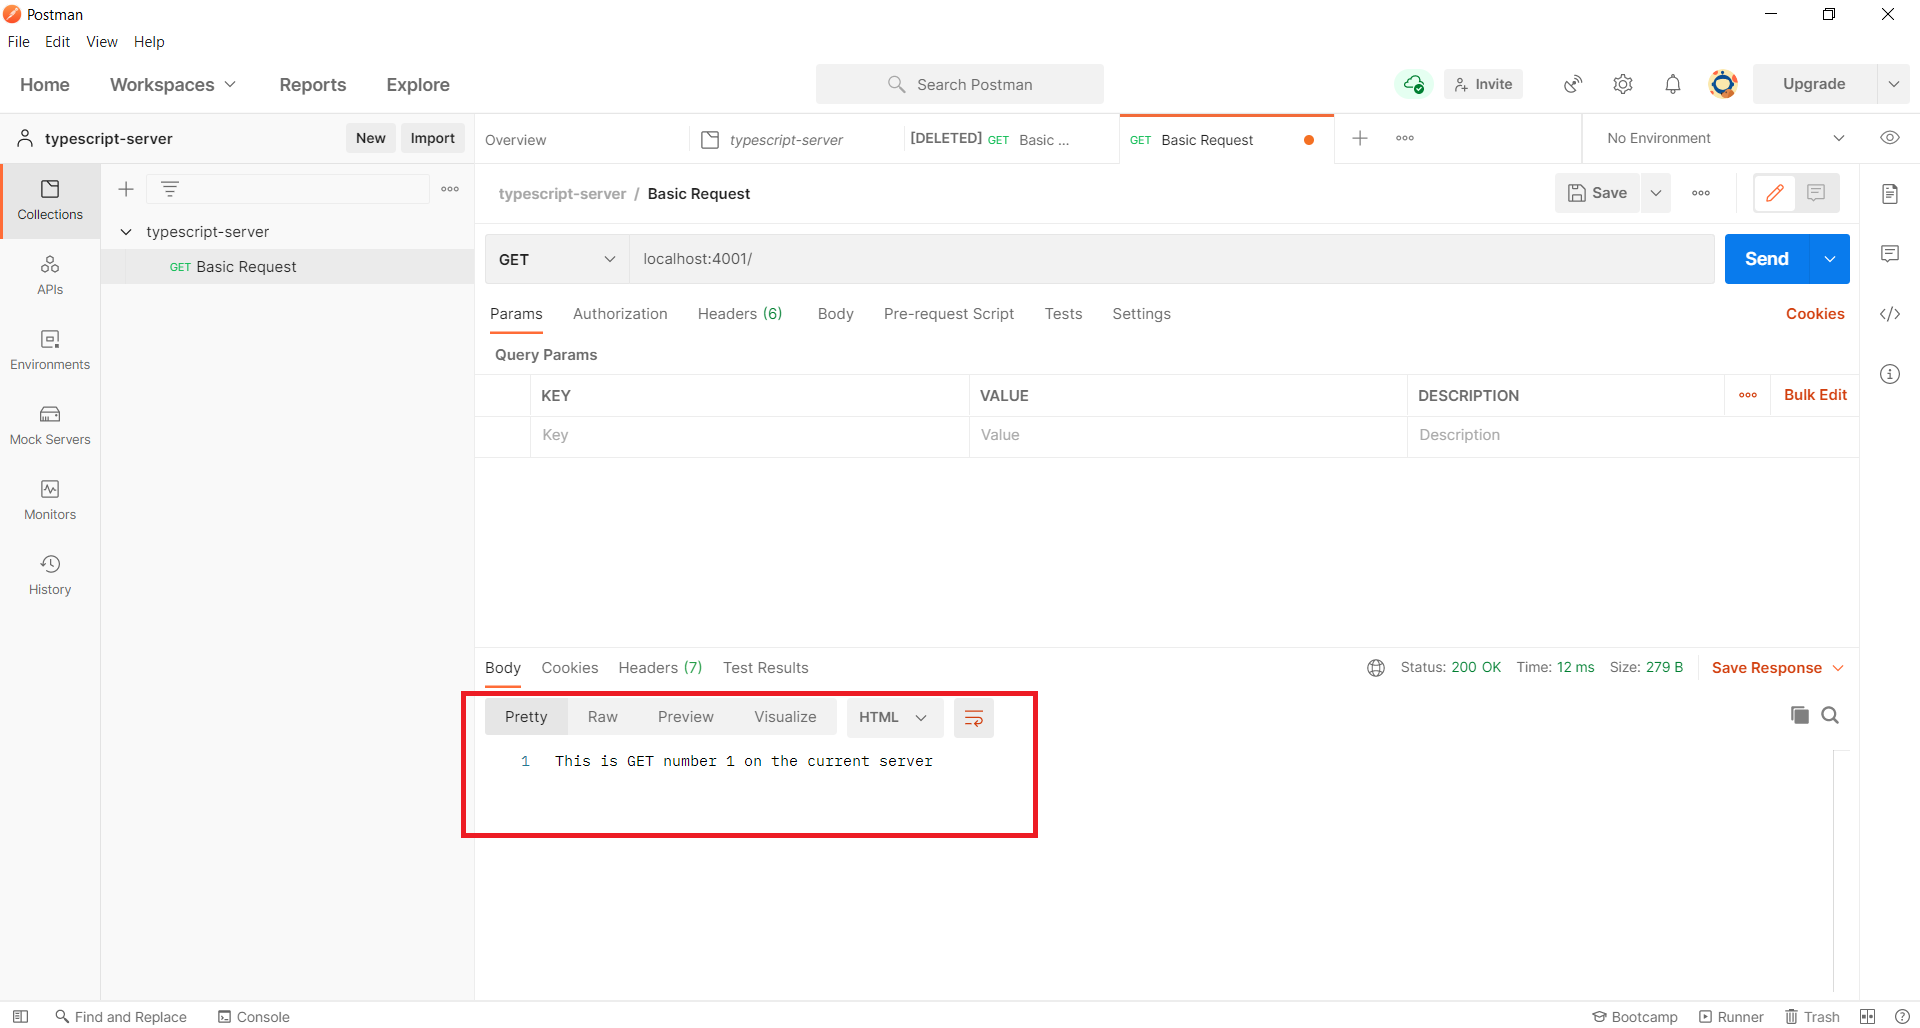 Postman
File Edit View Help
Home Workspaces Reports Explore Search Postman Invite Upgrade
typescript-server New Import Overview typescript-server [DELETED] GET Basic ... GET Basic Request No Environment
typescript-server / Basic Request Save
Collections
typescript-server
GET Basic Request
GET localhost:4001/ Send
APIs
Params Authorization Headers (6) Body Pre-request Script Tests Settings Cookies
Query Params
Environments
KEY VALUE DESCRIPTION Bulk Edit
Key Value Description
Mock Servers
Monitors
History
Body Cookies Headers (7) Test Results Status: 200 OK Time: 12 ms Size: 279 B Save Response
Pretty Raw Preview Visualize HTML
1 This is GET number 1 on the current server
Find and Replace Console Bootcamp Runner Trash